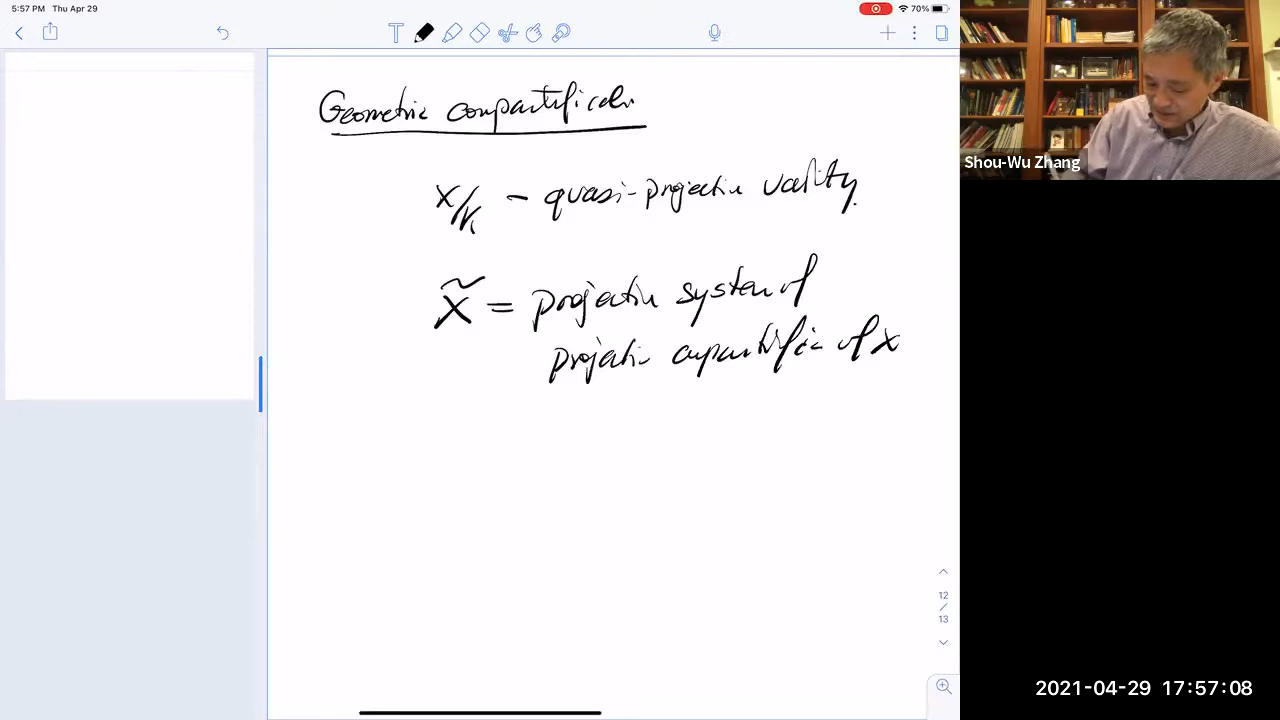 5:57 PM Thu Apr 29
70%
Geometric compactification
X/K - quasi-projective variety.
X̃ = projective system of
projective compactific of X
Shou-Wu Zhang
12
/
13
2021-04-29 17:57:08